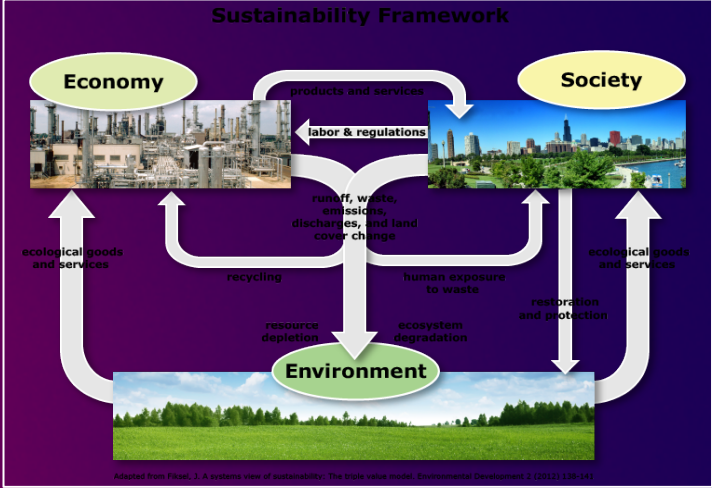 Sustainability Framework
Economy
Society
products and services
labor & regulations
runoff, waste,
emissions,
discharges, and land
cover change
ecological goods
and services
ecological goods
and services
recycling
human exposure
to waste
restoration
and protection
resource
depletion
ecosystem
degradation
Environment
Adapted from Fiksel, J. A systems view of sustainability: The triple value model. Environmental Development 2 (2012) 138-141